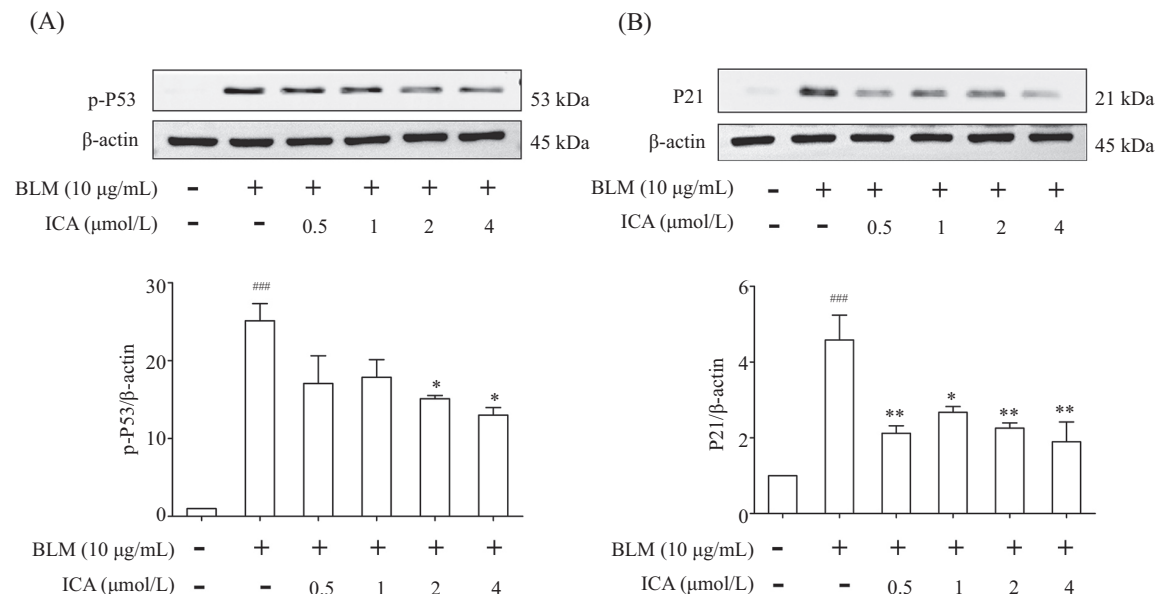 (A)
p-P53
53 kDa
β-actin
45 kDa
BLM (10 μg/mL) - + + + + +
ICA (μmol/L) - - 0.5 1 2 4
p-P53/β-actin
30
20
10
0
###
*
*
BLM (10 μg/mL) - + + + + +
ICA (μmol/L) - - 0.5 1 2 4
(B)
P21
21 kDa
β-actin
45 kDa
BLM (10 μg/mL) - + + + + +
ICA (μmol/L) - - 0.5 1 2 4
P21/β-actin
6
4
2
0
###
**
*
**
**
BLM (10 μg/mL) - + + + + +
ICA (μmol/L) - - 0.5 1 2 4